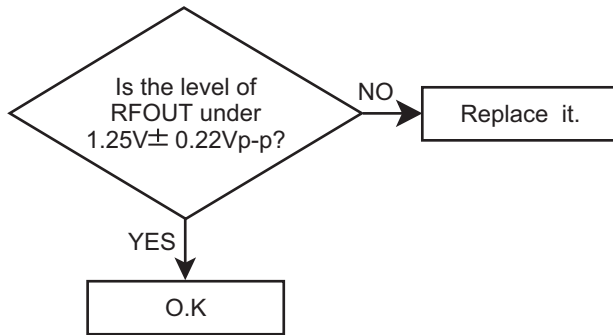 Is the level of
RFOUT under
1.25V± 0.22Vp-p?
NO
Replace it.
YES
O.K